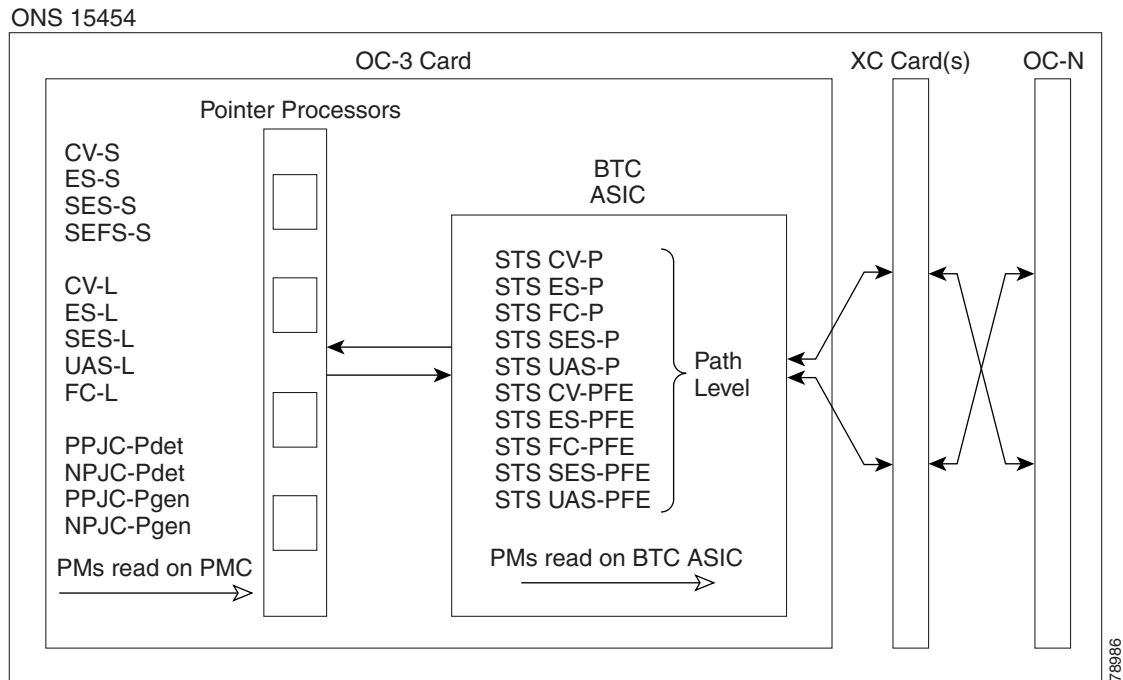 ONS 15454
OC-3 Card
XC Card(s)
OC-N
Pointer Processors
CV-S
ES-S
SES-S
SEFS-S
CV-L
ES-L
SES-L
UAS-L
FC-L
PPJC-Pdet
NPJC-Pdet
PPJC-Pgen
NPJC-Pgen
PMs read on PMC
BTC
ASIC
STS CV-P
STS ES-P
STS FC-P
STS SES-P
STS UAS-P
STS CV-PFE
STS ES-PFE
STS FC-PFE
STS SES-PFE
STS UAS-PFE
Path
Level
PMs read on BTC ASIC
78986